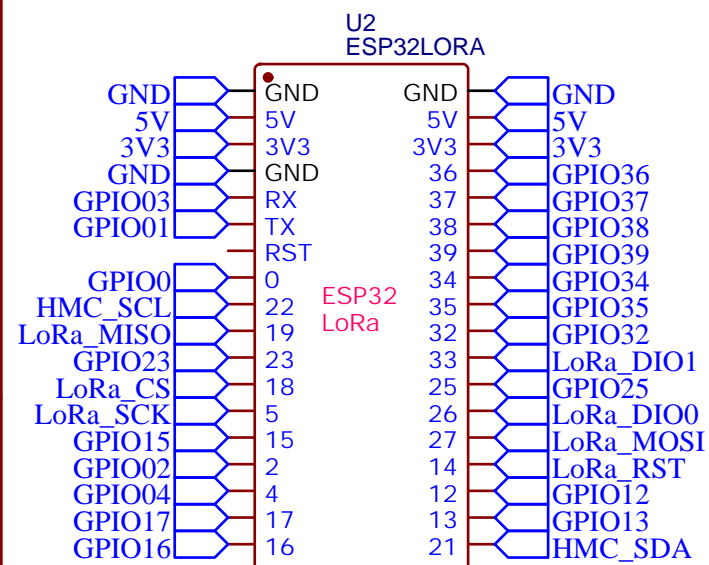 U2
ESP32LORA
GND GND GND GND
5V 5V 5V 5V
3V3 3V3 3V3 3V3
GND GND 36 GPIO36
GPIO03 RX 37 GPIO37
GPIO01 TX 38 GPIO38
RST 39 GPIO39
GPIO0 0 34 GPIO34
HMC_SCL 22 ESP32 35 GPIO35
LoRa_MISO 19 LoRa 32 GPIO32
GPIO23 23 33 LoRa_DIO1
LoRa_CS 18 25 GPIO25
LoRa_SCK 5 26 LoRa_DIO0
GPIO15 15 27 LoRa_MOSI
GPIO02 2 14 LoRa_RST
GPIO04 4 12 GPIO12
GPIO17 17 13 GPIO13
GPIO16 16 21 HMC_SDA